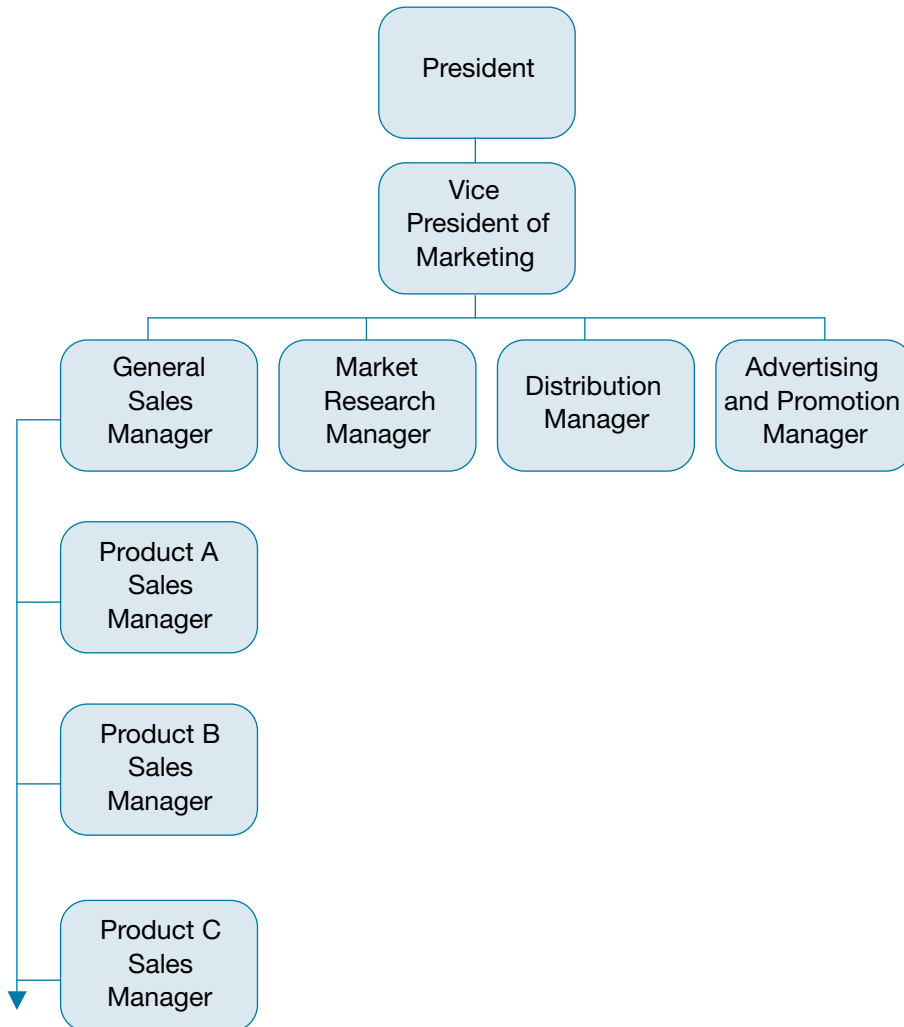 President
Vice
President of
Marketing
General
Sales
Manager
Market
Research
Manager
Distribution
Manager
Advertising
and Promotion
Manager
Product A
Sales
Manager
Product B
Sales
Manager
Product C
Sales
Manager